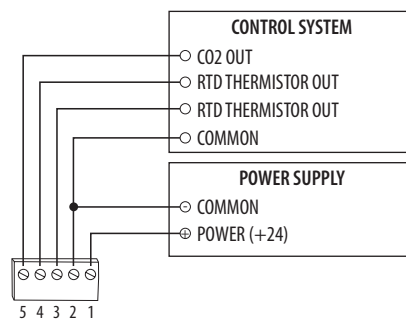 CONTROL SYSTEM
CO2 OUT
RTD THERMISTOR OUT
RTD THERMISTOR OUT
COMMON
POWER SUPPLY
COMMON
POWER (+24)
5 4 3 2 1